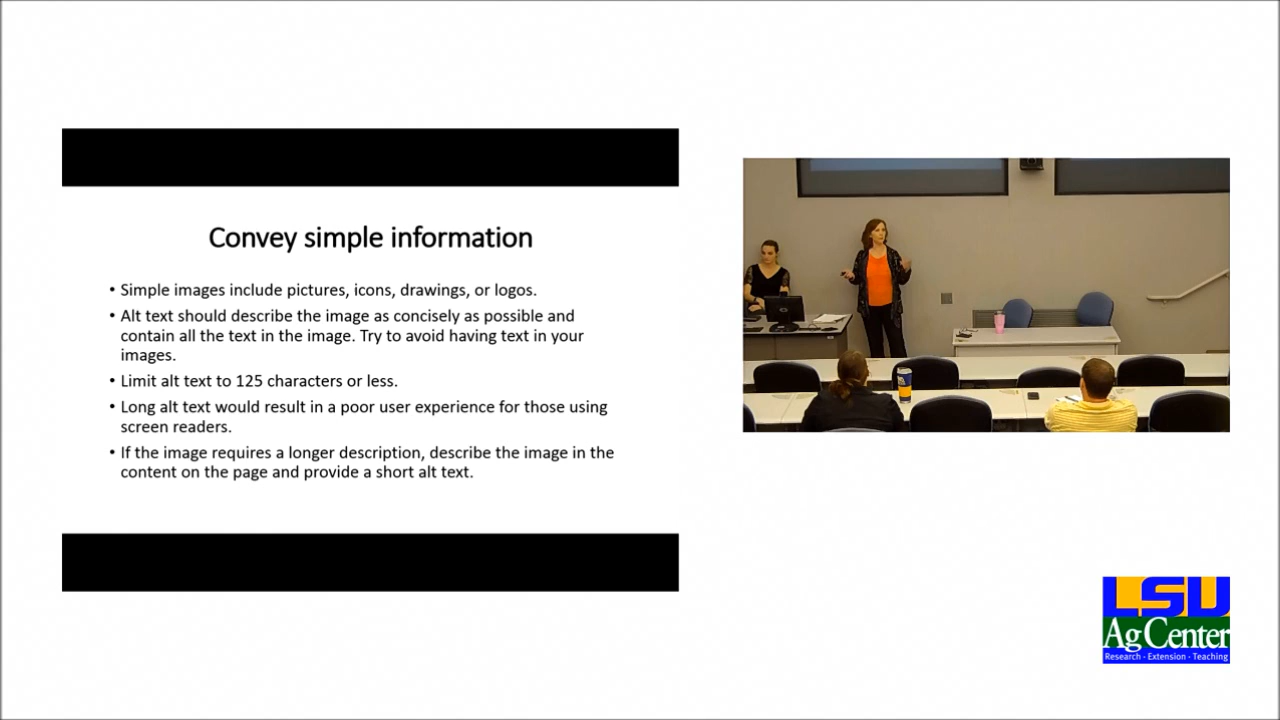 Convey simple information
• Simple images include pictures, icons, drawings, or logos.
• Alt text should describe the image as concisely as possible and
contain all the text in the image. Try to avoid having text in your
images.
• Limit alt text to 125 characters or less.
• Long alt text would result in a poor user experience for those using
screen readers.
• If the image requires a longer description, describe the image in the
content on the page and provide a short alt text.
LSU
AgCenter
Research · Extension · Teaching